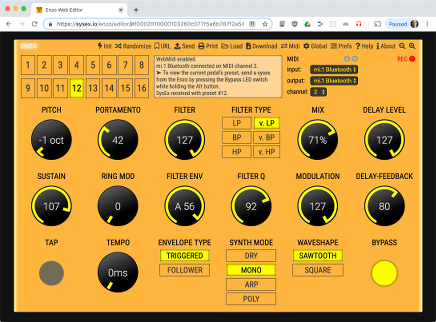 Enzo Web Editor
https://sysex.io/enzo/editor/
Paused
ENZO
Init Randomize URL Send Print Load Download Midi Global Prefs Help About
1 2 3 4 5 6 7 8
9 10 11 12 13 14 15 16
WebMidi enabled.
mi.1 Bluetooth connected on MIDI channel 2.
➤ To view the current pedal's preset, send a sysex
from the Enzo by pressing the Bypass LED switch
while holding the Alt button.
SysEx received with preset #12.
MIDI
REC
input: mi.1 Bluetooth
output: mi.1 Bluetooth
channel: 2
PITCH PORTAMENTO FILTER FILTER TYPE MIX DELAY LEVEL
-1 oct 42 127 LP v. LP 71% 127
BP v. BP
HP v. HP
SUSTAIN RING MOD FILTER ENV FILTER Q MODULATION DELAY-FEEDBACK
107 0 A 56 92 127 80
TAP TEMPO ENVELOPE TYPE SYNTH MODE WAVESHAPE BYPASS
0ms TRIGGERED DRY SAWTOOTH
FOLLOWER MONO SQUARE
ARP
POLY